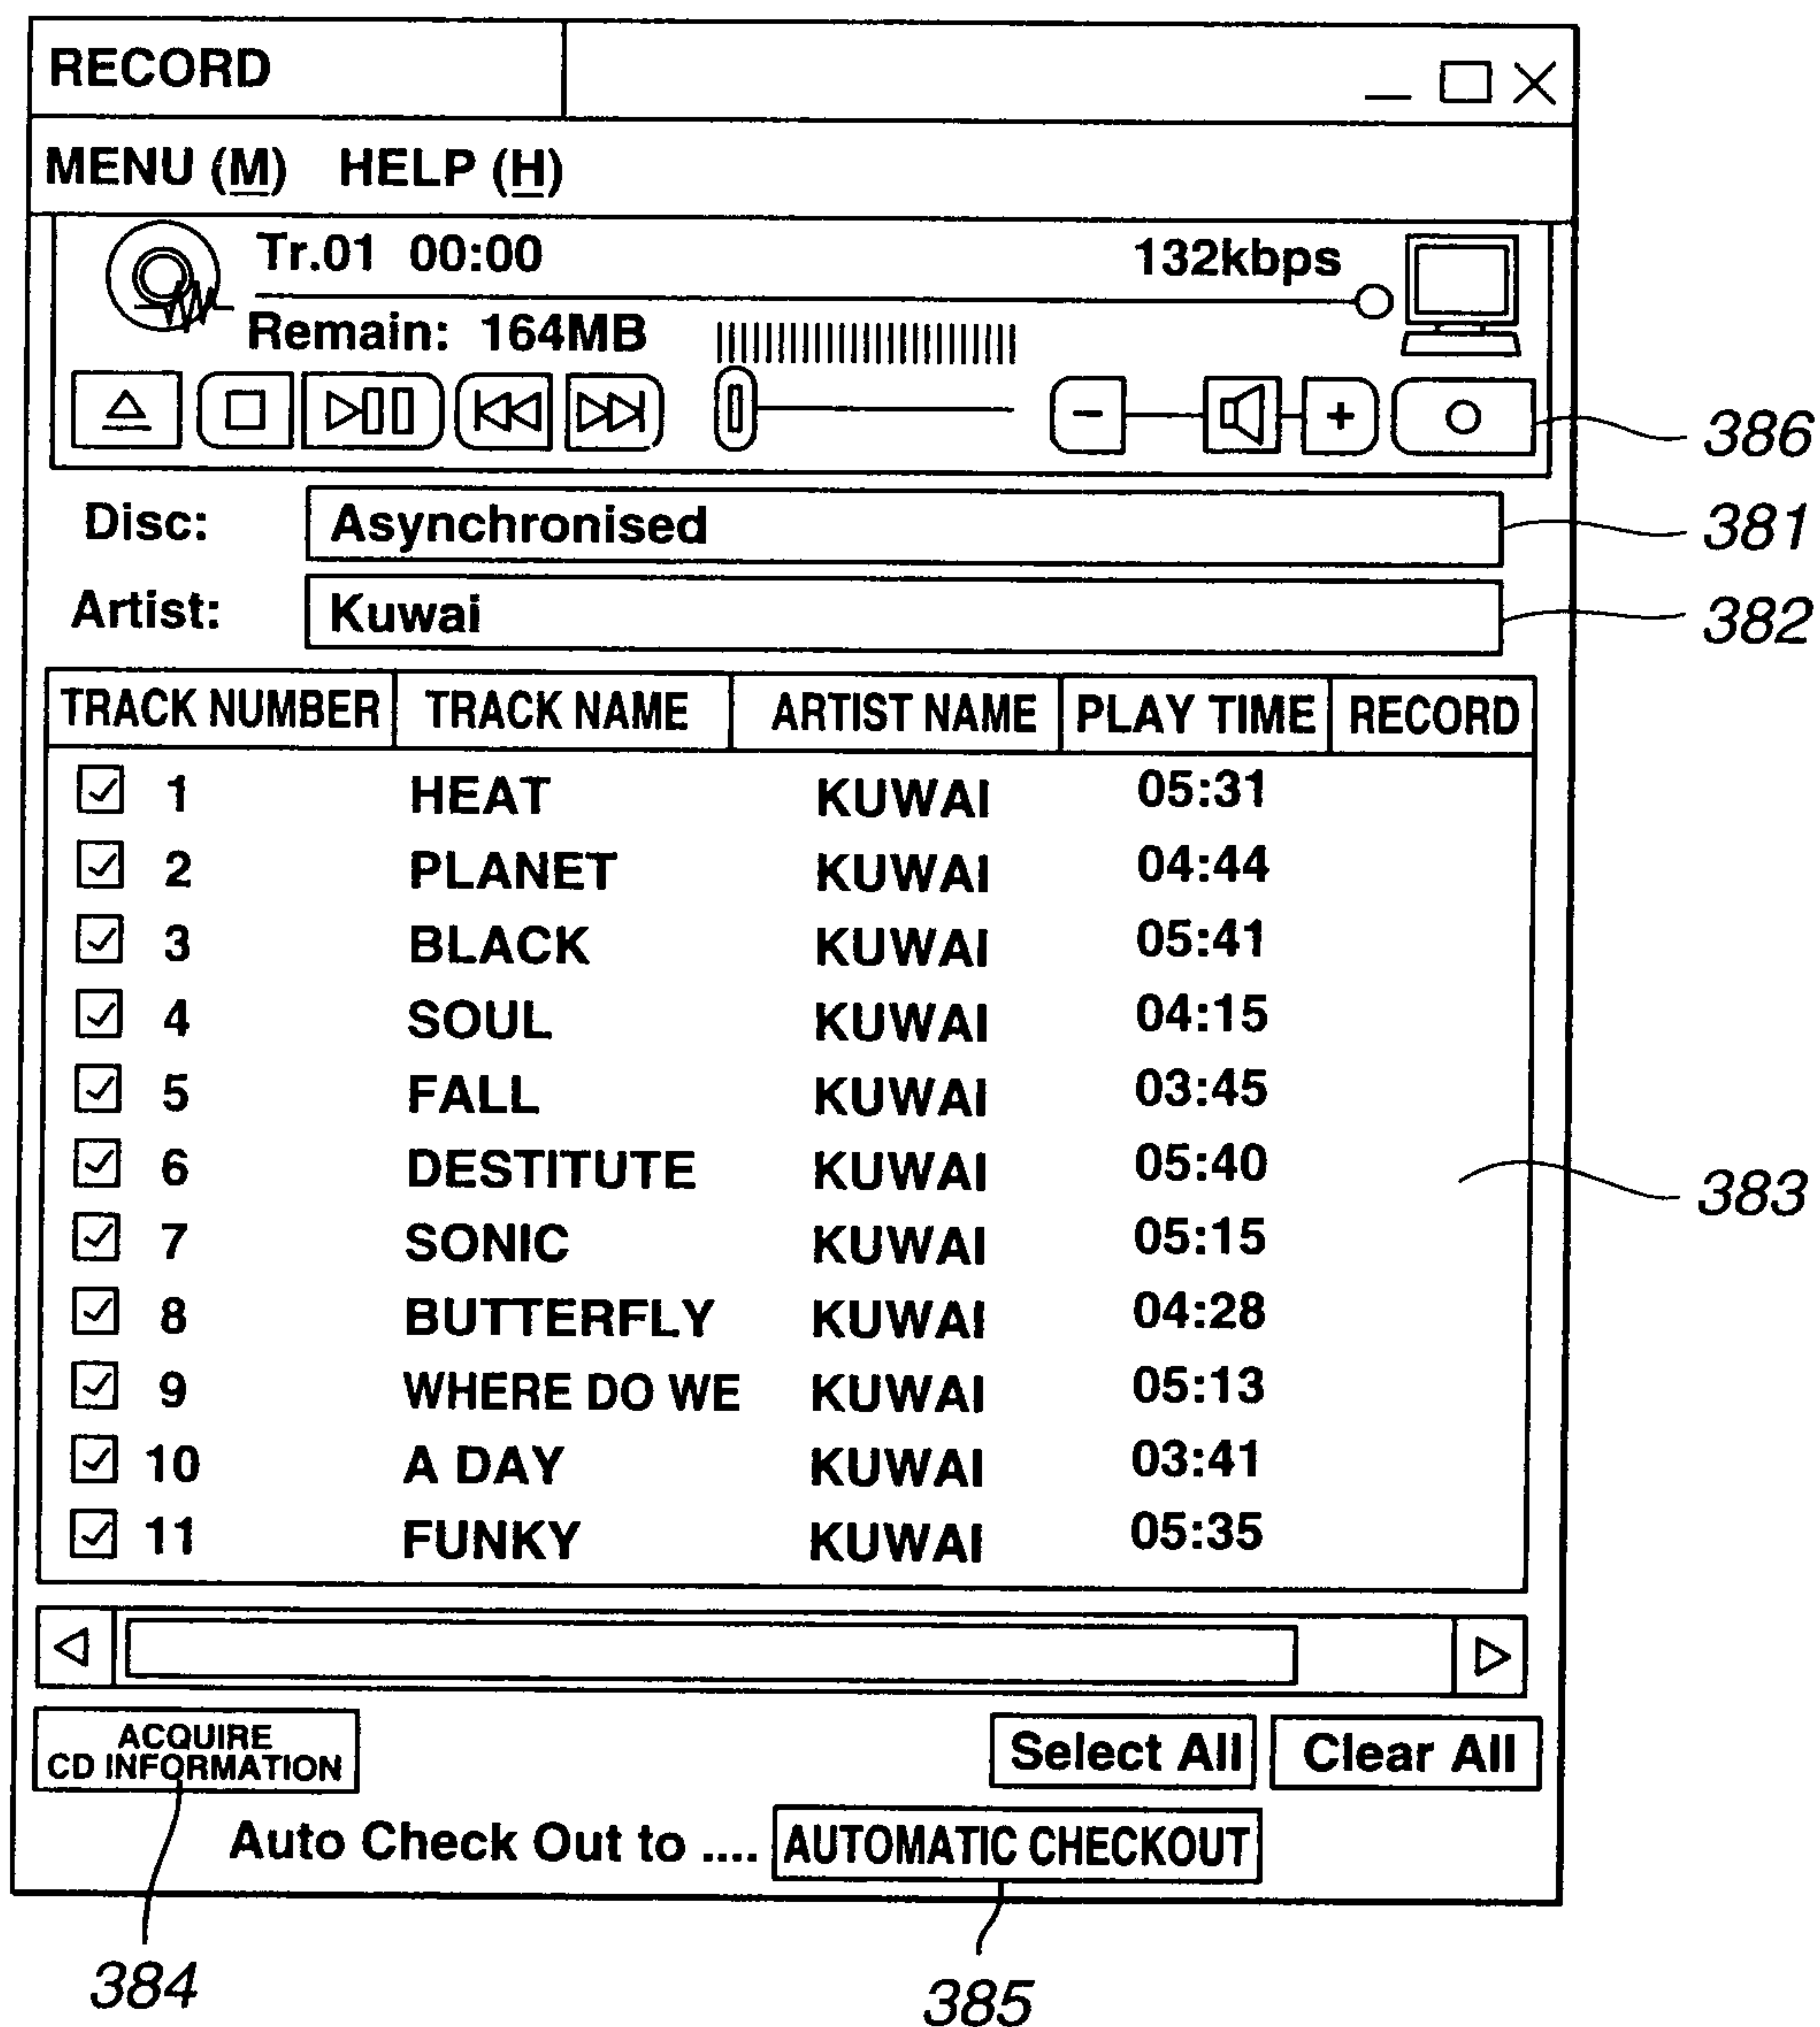 RECORD
MENU (M) HELP (H)
Tr.01 00:00 132kbps
Remain: 164MB
- + 386
Disc: Asynchronised 381
Artist: Kuwai 382
TRACK NUMBER TRACK NAME ARTIST NAME PLAY TIME RECORD
1 HEAT KUWAI 05:31
2 PLANET KUWAI 04:44
3 BLACK KUWAI 05:41
4 SOUL KUWAI 04:15
5 FALL KUWAI 03:45
6 DESTITUTE KUWAI 05:40 383
7 SONIC KUWAI 05:15
8 BUTTERFLY KUWAI 04:28
9 WHERE DO WE KUWAI 05:13
10 A DAY KUWAI 03:41
11 FUNKY KUWAI 05:35
ACQUIRE
CD INFORMATION Select All Clear All
Auto Check Out to .... AUTOMATIC CHECKOUT
384 385